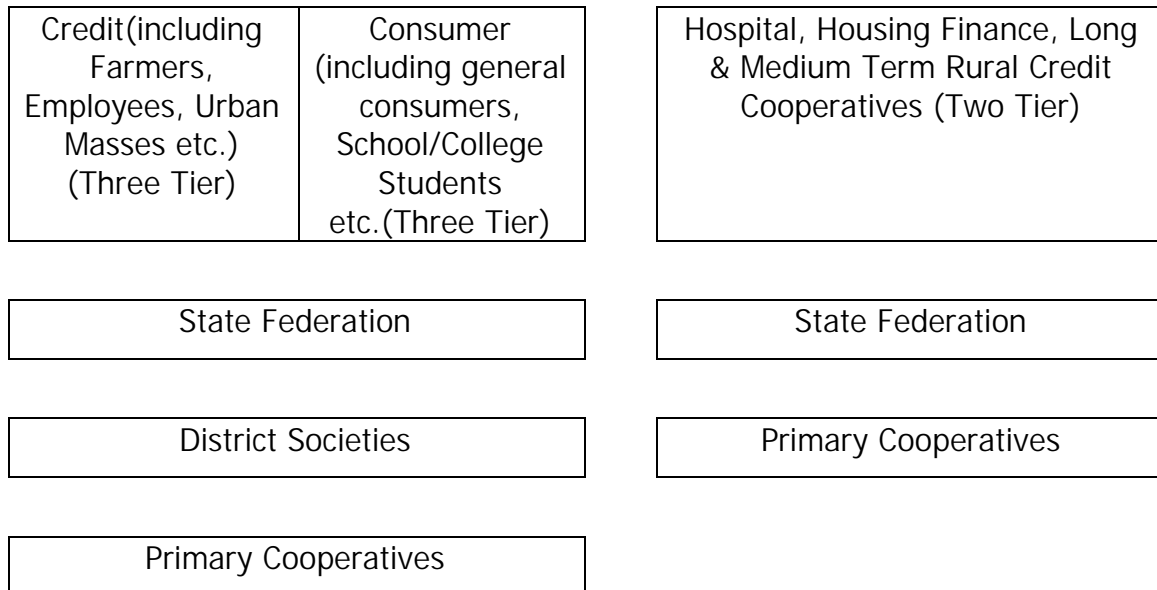 Credit(including
Farmers,
Employees, Urban
Masses etc.)
(Three Tier)
Consumer
(including general
consumers,
School/College
Students
etc.(Three Tier)
Hospital, Housing Finance, Long
& Medium Term Rural Credit
Cooperatives (Two Tier)
State Federation
State Federation
District Societies
Primary Cooperatives
Primary Cooperatives